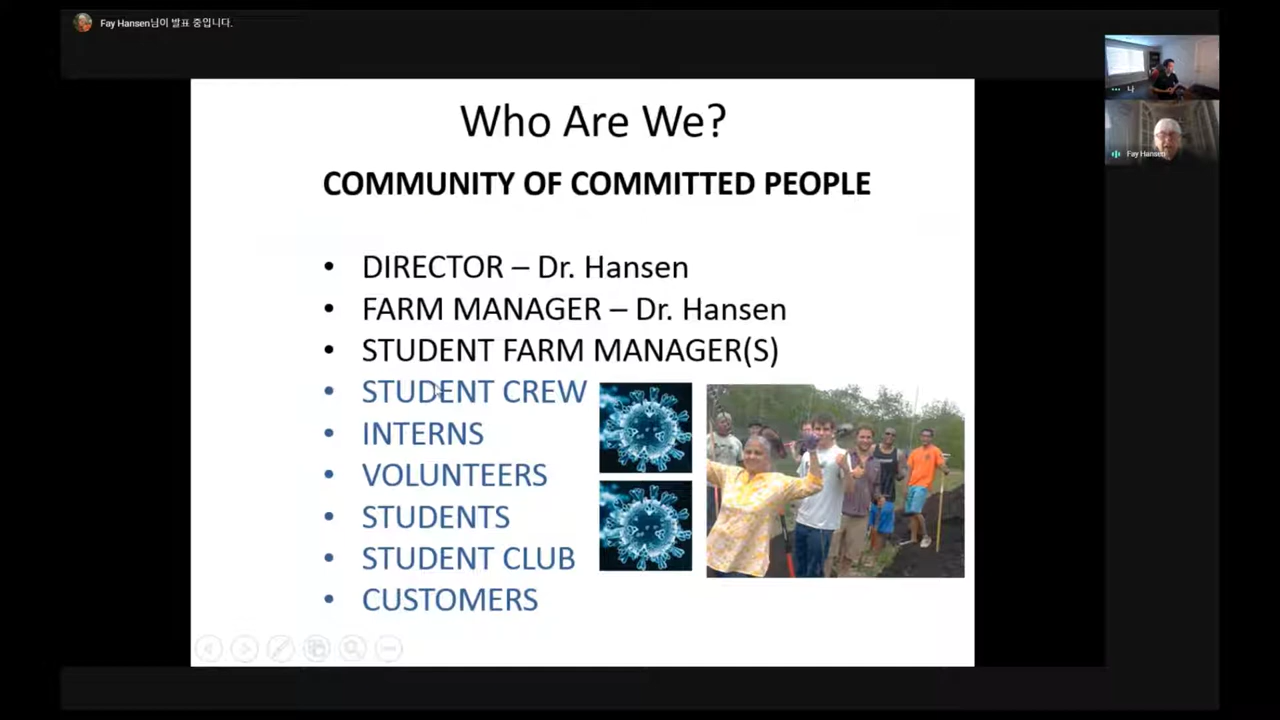 Fay Hansen님이 발표 중입니다.
나
Fay Hansen
Who Are We?
COMMUNITY OF COMMITTED PEOPLE
• DIRECTOR – Dr. Hansen
• FARM MANAGER – Dr. Hansen
• STUDENT FARM MANAGER(S)
• STUDENT CREW
• INTERNS
• VOLUNTEERS
• STUDENTS
• STUDENT CLUB
• CUSTOMERS